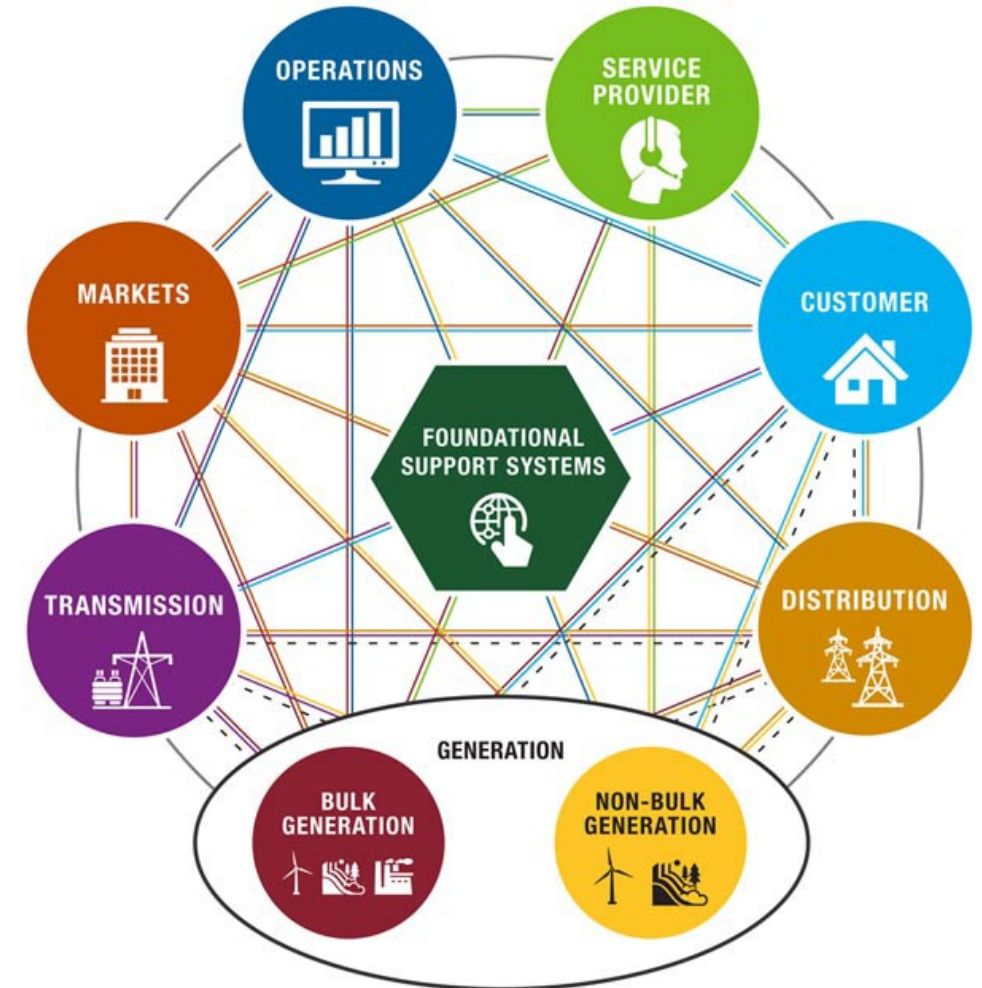 OPERATIONS
SERVICE
PROVIDER
MARKETS
CUSTOMER
FOUNDATIONAL
SUPPORT SYSTEMS
TRANSMISSION
DISTRIBUTION
GENERATION
BULK
GENERATION
NON-BULK
GENERATION